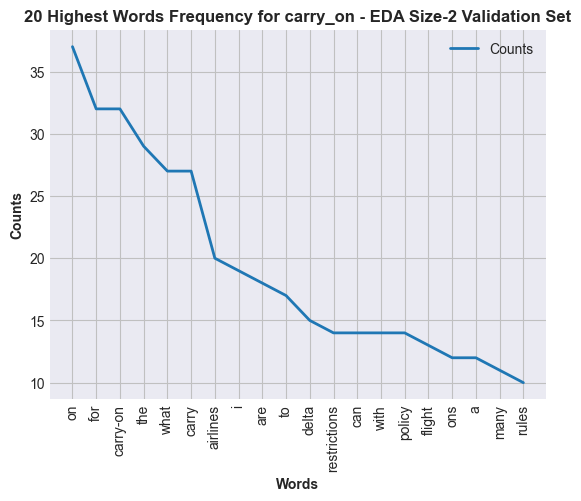 20 Highest Words Frequency for carry_on - EDA Size-2 Validation Set
Counts
Counts
35
30
25
20
15
10
on
for
carry-on
the
what
carry
airlines
i
are
to
delta
restrictions
can
with
policy
flight
ons
a
many
rules
Words